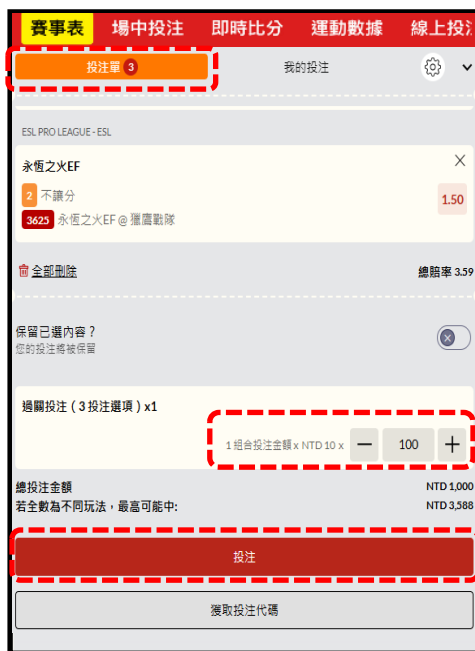 賽事表 場中投注 即時比分 運動數據 線上投注
投注單 3 我的投注
ESL PRO LEAGUE - ESL
永恆之火EF
2 不讓分 1.50
3625 永恆之火EF @ 獵鷹戰隊
全部刪除 總賠率 3.59
保留已選內容?
您的投注將被保留
過關投注(3 投注選項)x1
1 組合投注金額 x NTD 10 x — 100 +
總投注金額 NTD 1,000
若全數為不同玩法,最高可能中: NTD 3,588
投注
獲取投注代碼